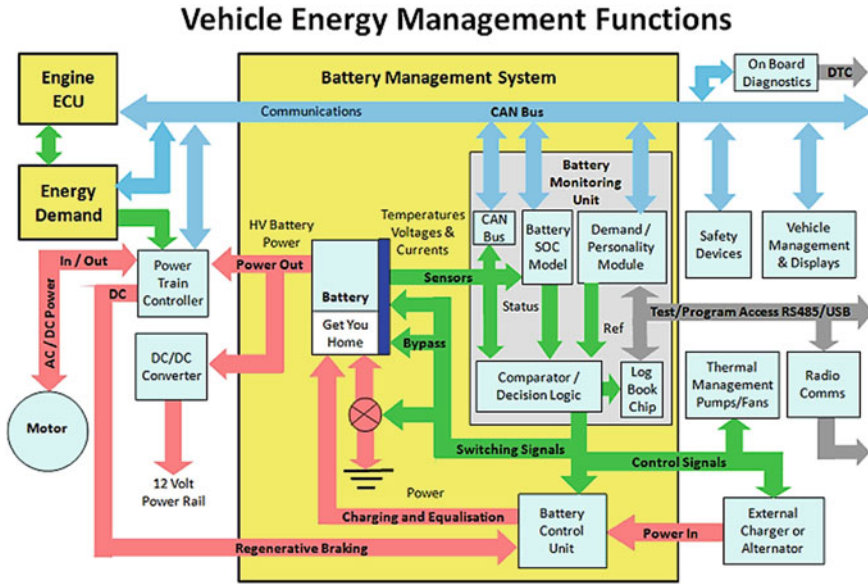 Vehicle Energy Management Functions
Engine
ECU
Battery Management System
On Board
Diagnostics
DTC
Communications
CAN Bus
Energy
Demand
Battery
Monitoring
Unit
CAN
Bus
Battery
SOC
Model
Demand /
Personality
Module
Safety
Devices
Vehicle
Management
& Displays
HV Battery
Power
Temperatures
Voltages &
Currents
In / Out
Power
Train
Controller
Power Out
Sensors
DC
AC / DC Power
Battery
Get You
Home
Status
Ref
Test/Program Access RS485/USB
Bypass
DC/DC
Converter
Comparator /
Decision Logic
Log
Book
Chip
Thermal
Management
Pumps/Fans
Radio
Comms
Motor
Switching Signals
Control Signals
12 Volt
Power Rail
Power
Charging and Equalisation
Battery
Control
Unit
Power In
External
Charger or
Alternator
Regenerative Braking